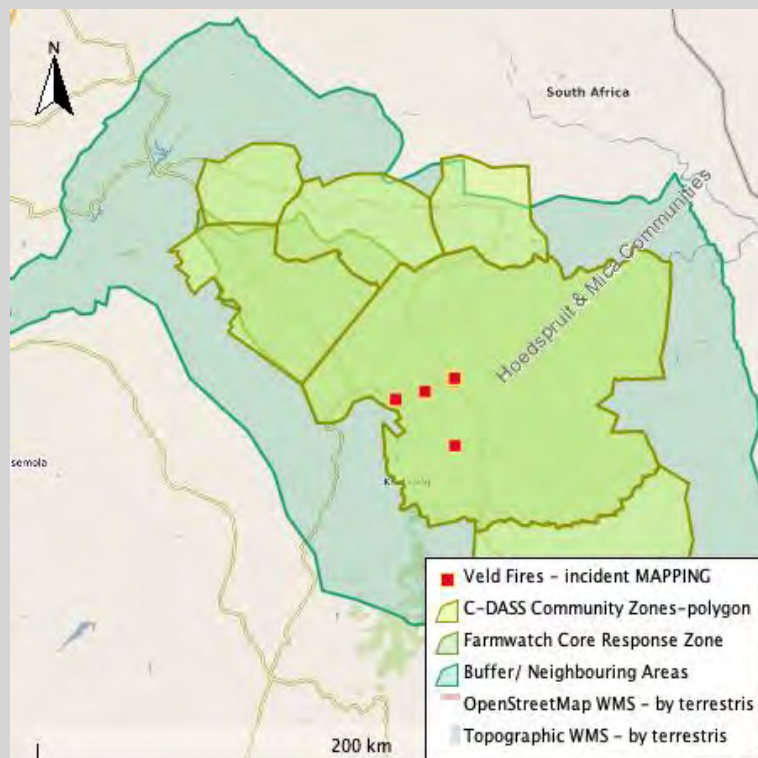 N
South Africa
Hoedspruit & Mica Communities
semola
Veld Fires - incident MAPPING
C-DASS Community Zones-polygon
Farmwatch Core Response Zone
Buffer/ Neighbouring Areas
OpenStreetMap WMS - by terrestris
Topographic WMS - by terrestris
200 km